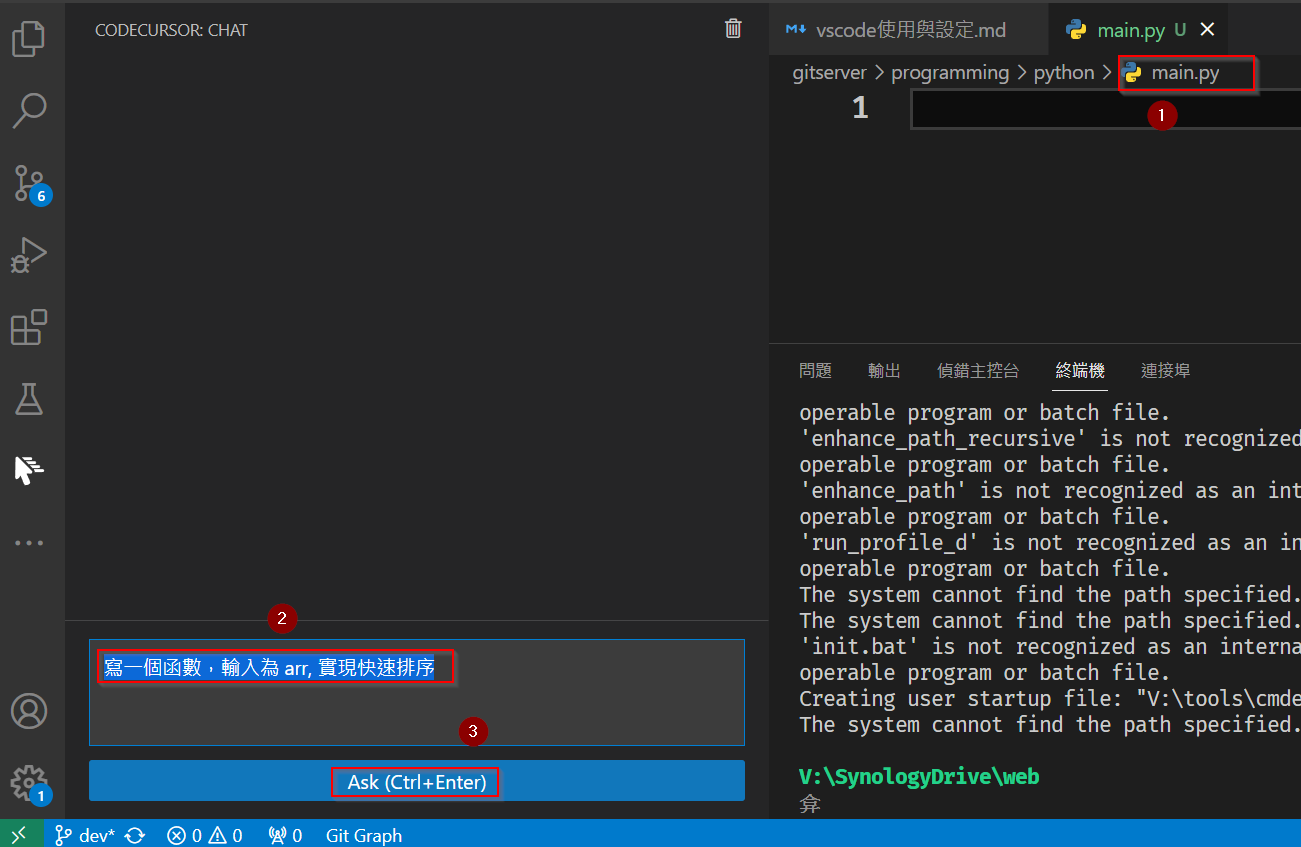 CODECURSOR: CHAT
vscode使用與設定.md
main.py U
gitserver > programming > python > main.py
1
1
6
問題 輸出 偵錯主控台 終端機 連接埠
operable program or batch file.
'enhance_path_recursive' is not recognized
operable program or batch file.
'enhance_path' is not recognized as an int
operable program or batch file.
'run_profile_d' is not recognized as an in
operable program or batch file.
The system cannot find the path specified.
The system cannot find the path specified.
'init.bat' is not recognized as an interna
operable program or batch file.
Creating user startup file: "V:\tools\cmde
The system cannot find the path specified.
V:\SynologyDrive\web
2
寫一個函數，輸入為 arr, 實現快速排序
3
Ask (Ctrl+Enter)
1
dev* 0 0 0 Git Graph